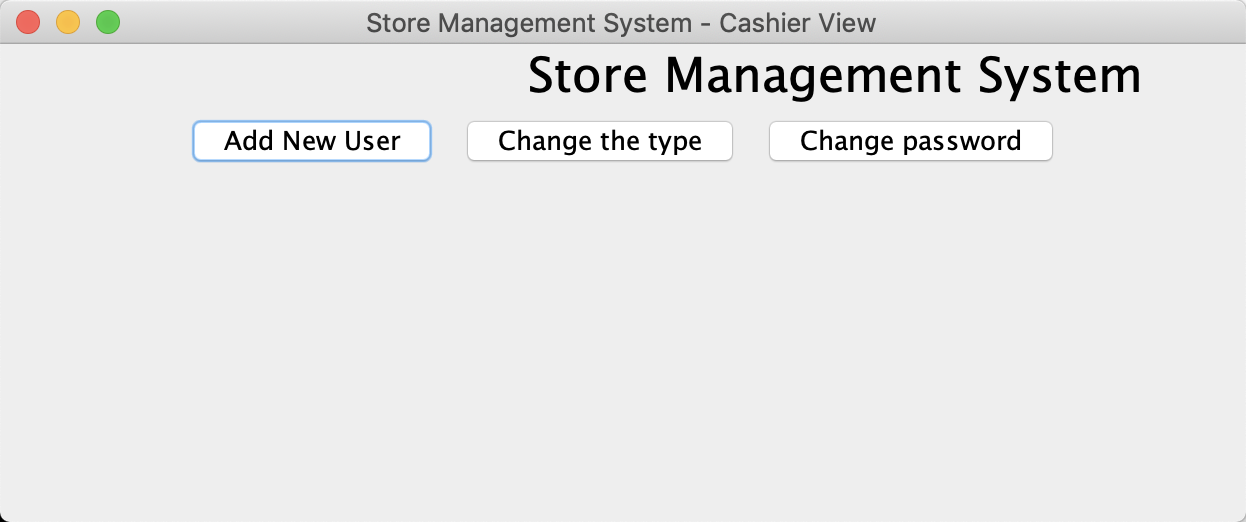 Store Management System - Cashier View
Store Management System
Add New User Change the type Change password